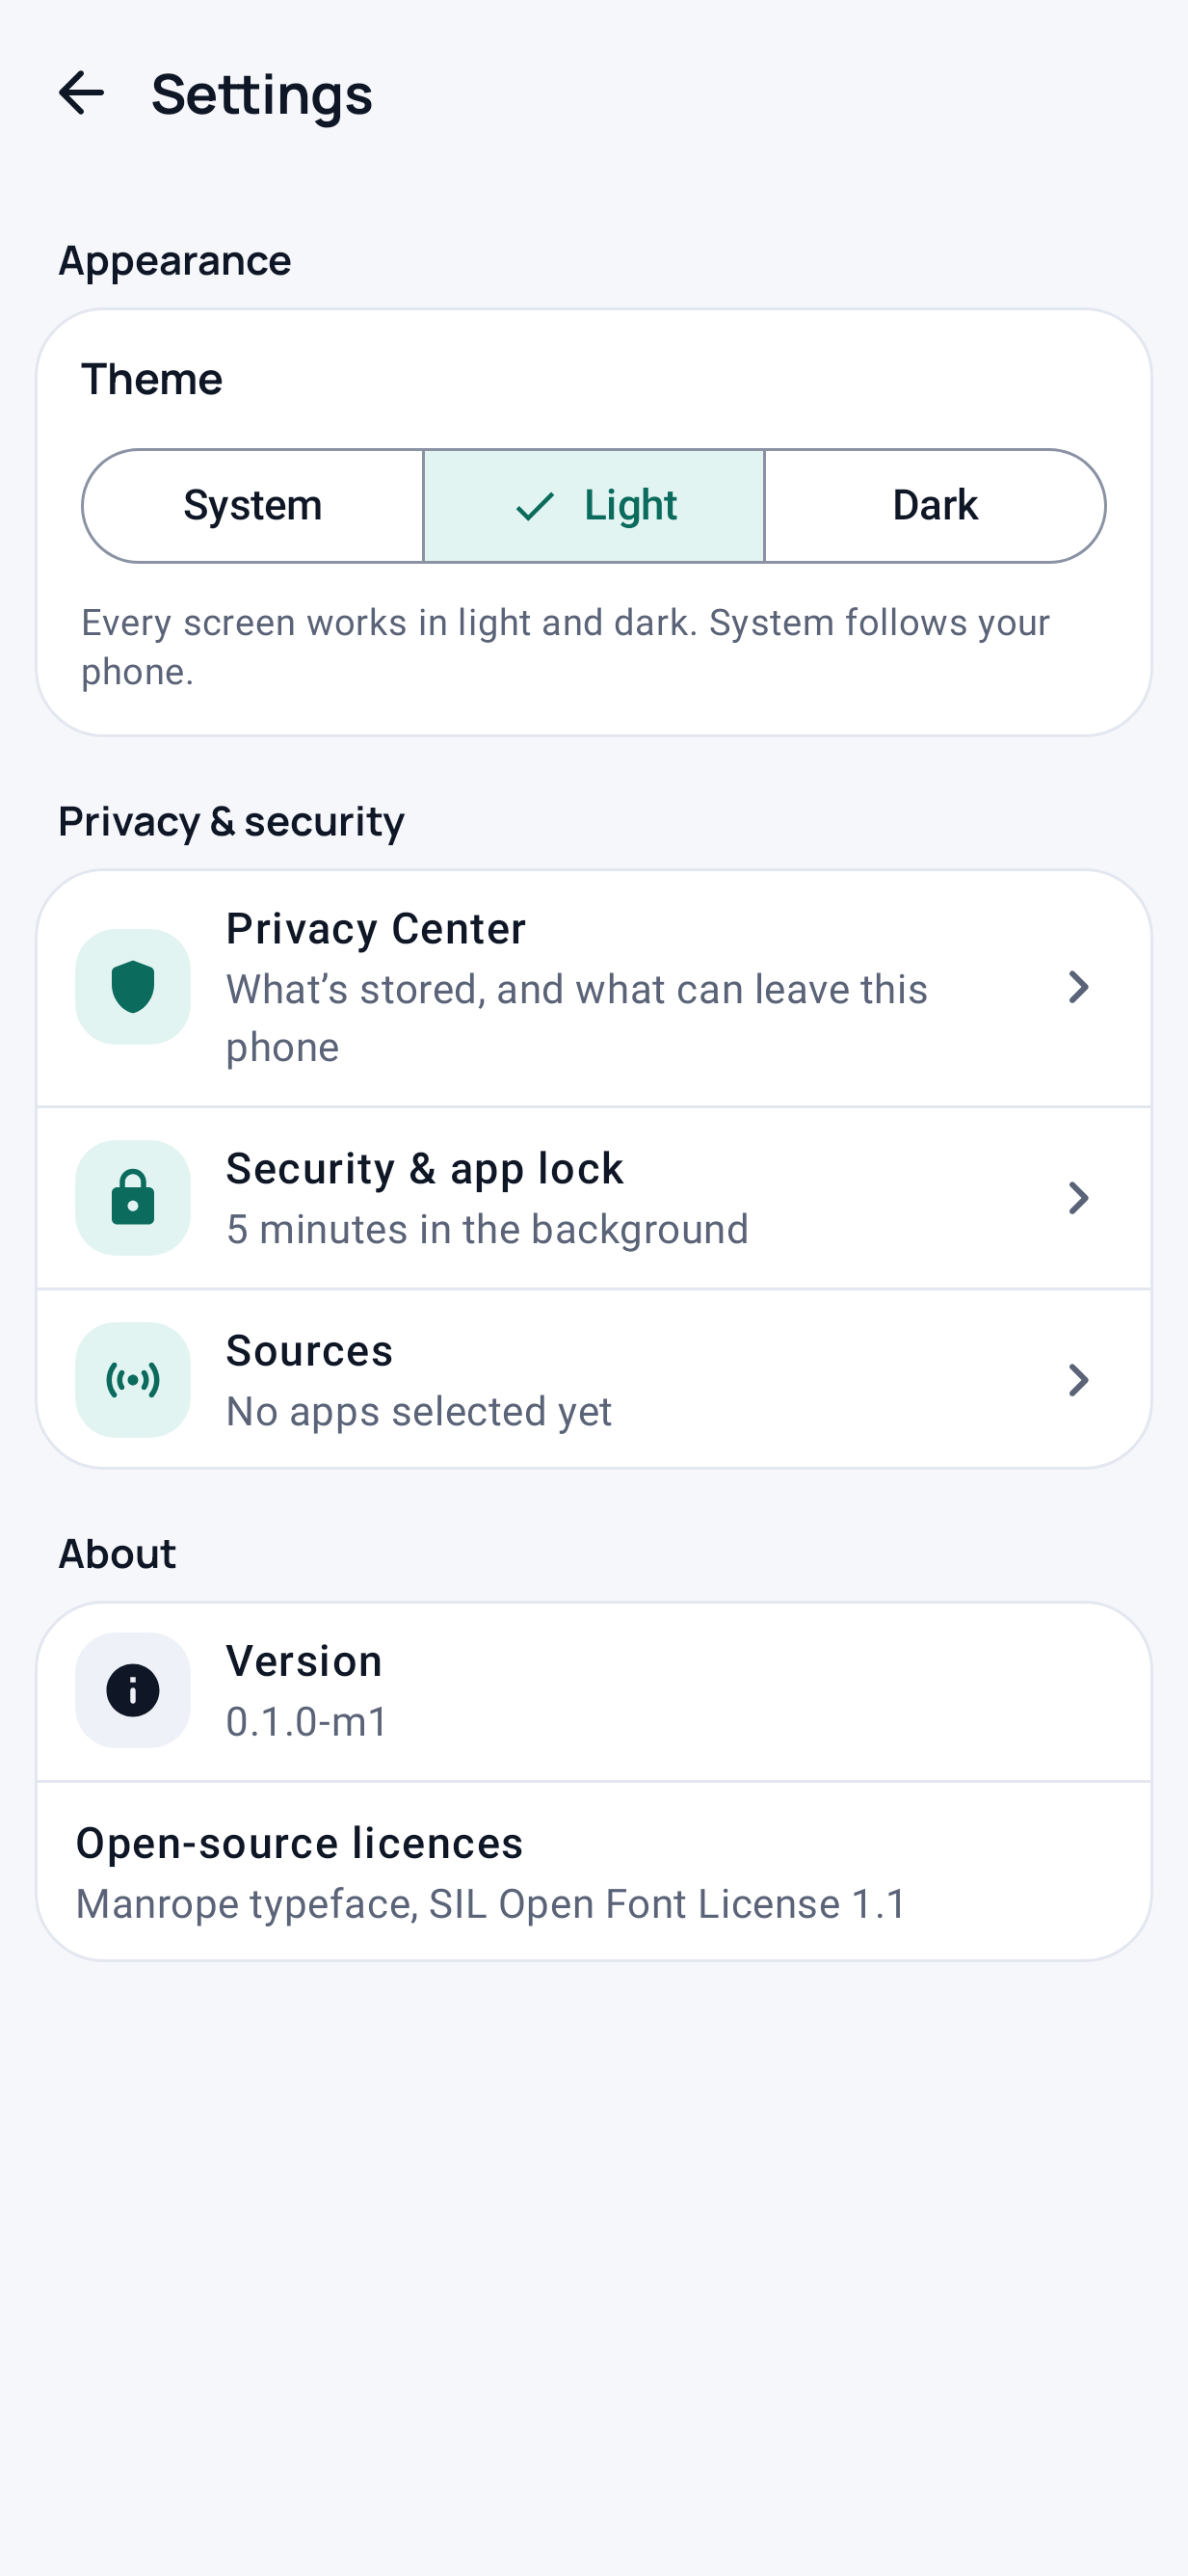 Settings
Appearance
Theme
System
Light
Dark
Every screen works in light and dark. System follows your
phone.
Privacy & security
Privacy Center
What’s stored, and what can leave this
phone
Security & app lock
5 minutes in the background
Sources
No apps selected yet
About
Version
0.1.0-m1
Open-source licences
Manrope typeface, SIL Open Font License 1.1